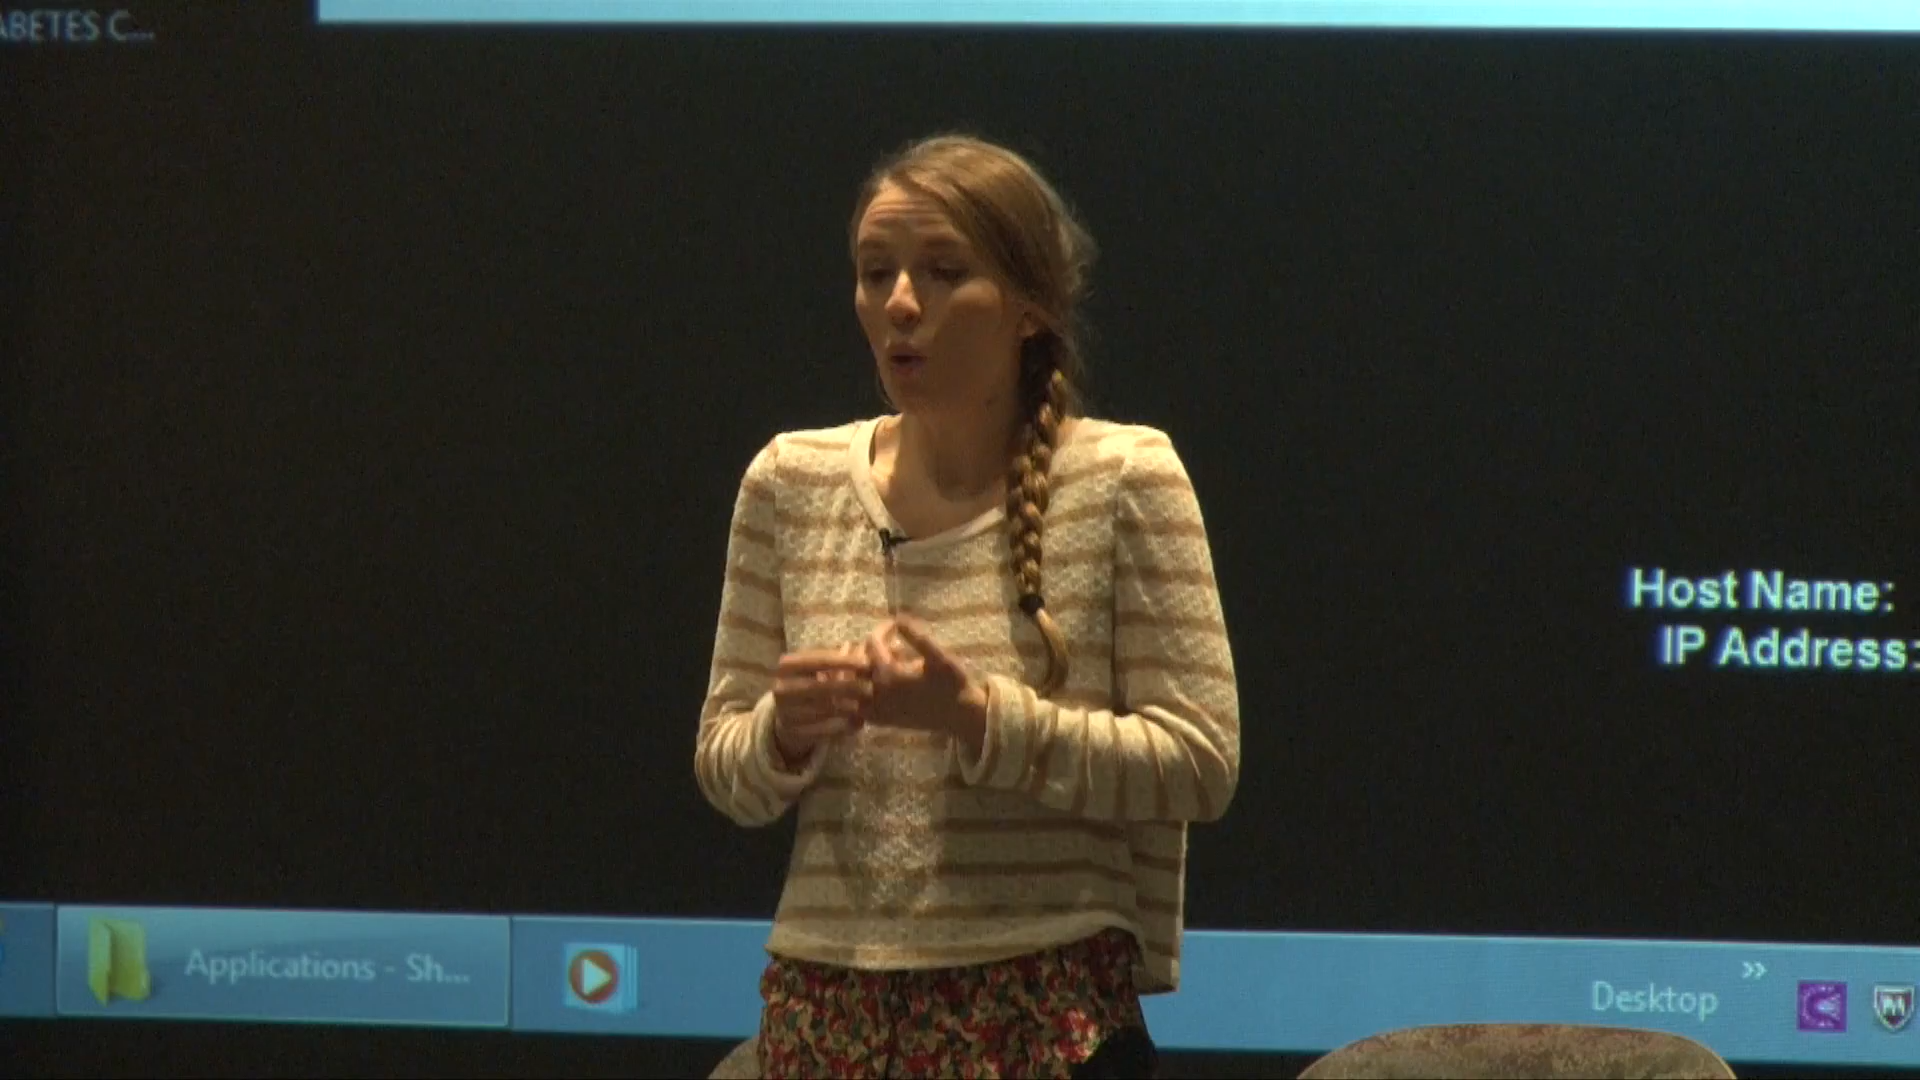 ABETES C...
Host Name:
IP Address:
Applications - Sh...
Desktop